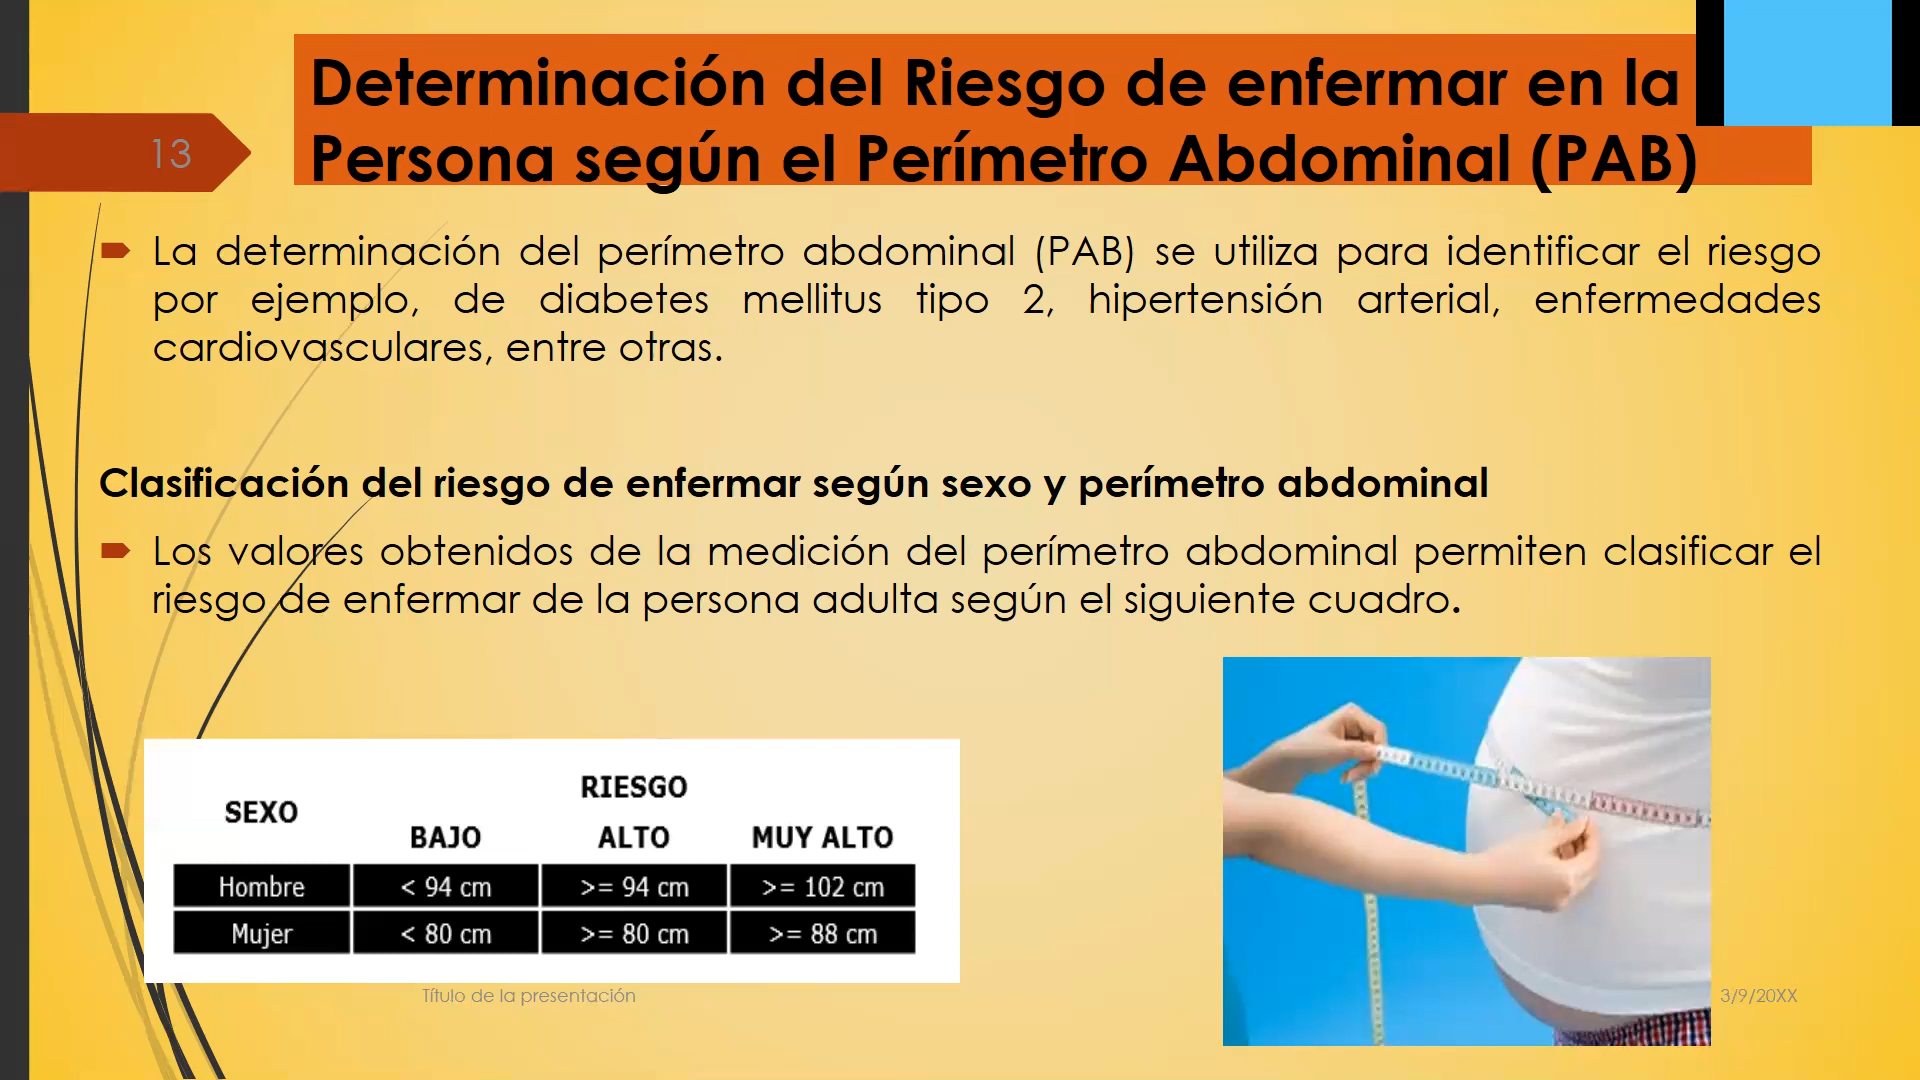 Determinación del Riesgo de enfermar en la
Persona según el Perímetro Abdominal (PAB)
13
La determinación del perímetro abdominal (PAB) se utiliza para identificar el riesgo
por ejemplo, de diabetes mellitus tipo 2, hipertensión arterial, enfermedades
cardiovasculares, entre otras.
Clasificación del riesgo de enfermar según sexo y perímetro abdominal
Los valores obtenidos de la medición del perímetro abdominal permiten clasificar el
riesgo de enfermar de la persona adulta según el siguiente cuadro.
RIESGO
SEXO
BAJO ALTO MUY ALTO
Hombre < 94 cm >= 94 cm >= 102 cm
Mujer < 80 cm >= 80 cm >= 88 cm
Título de la presentación
3/9/20XX